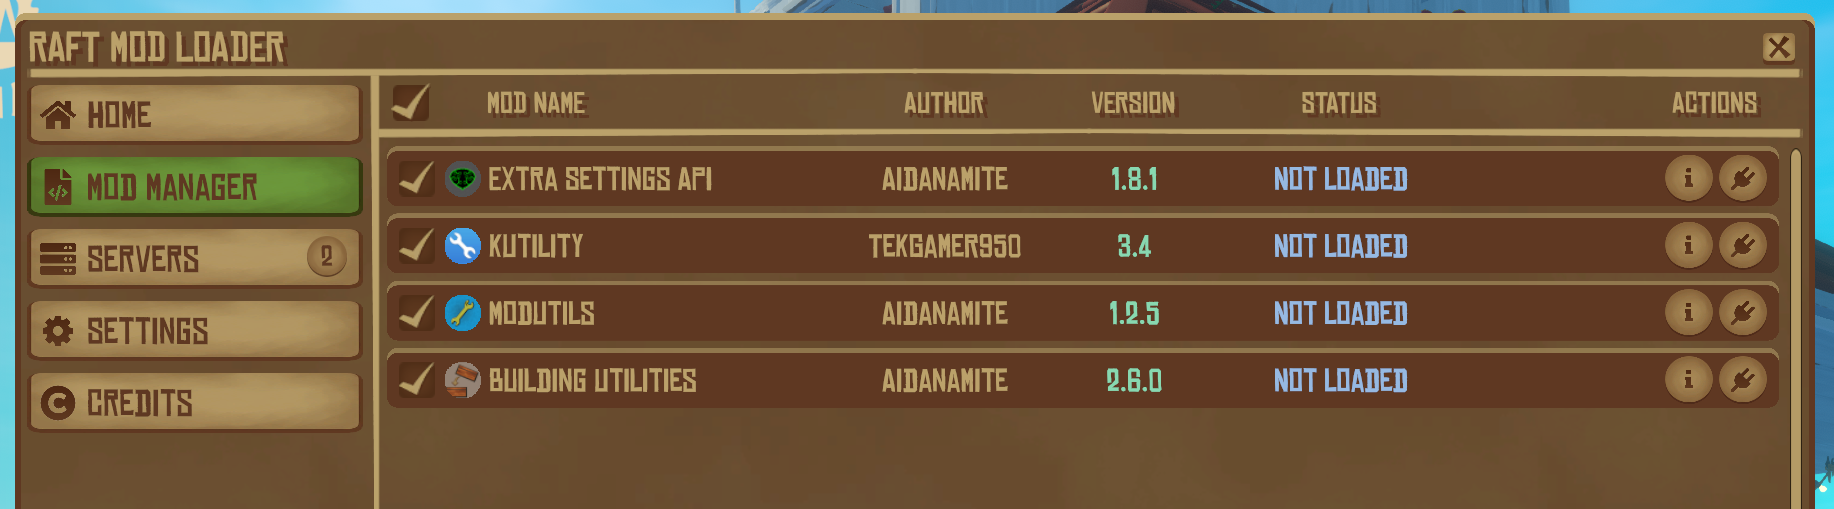 RAFT MOD LOADER
HOME
MOD MANAGER
SERVERS 2
SETTINGS
CREDITS
MOD NAME AUTHOR VERSION STATUS ACTIONS
EXTRA SETTINGS API AIDANAMITE 1.8.1 NOT LOADED
KUTILITY TEKGAMER950 3.4 NOT LOADED
MODUTILS AIDANAMITE 1.2.5 NOT LOADED
BUILDING UTILITIES AIDANAMITE 2.6.0 NOT LOADED